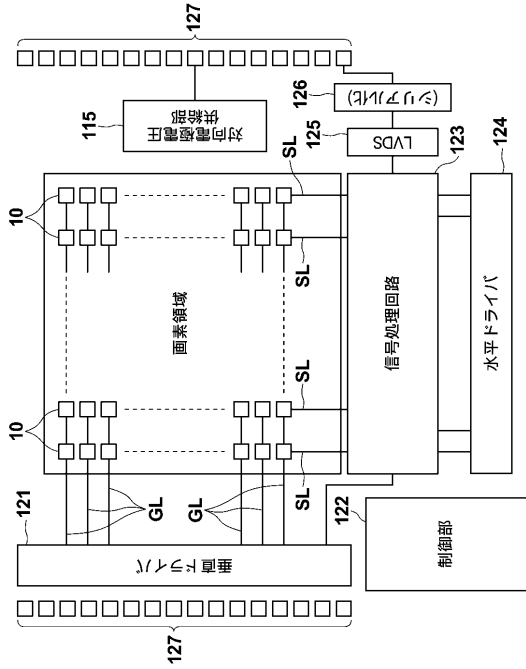 127
115
対向電極電圧
供給部
126
(シリアル化)
125
LVDS
123
124
10
10
SL
SL
SL
SL
画素領域
信号処理回路
水平ドライバ
121
GL
GL
122
垂直ドライバ
制御部
127